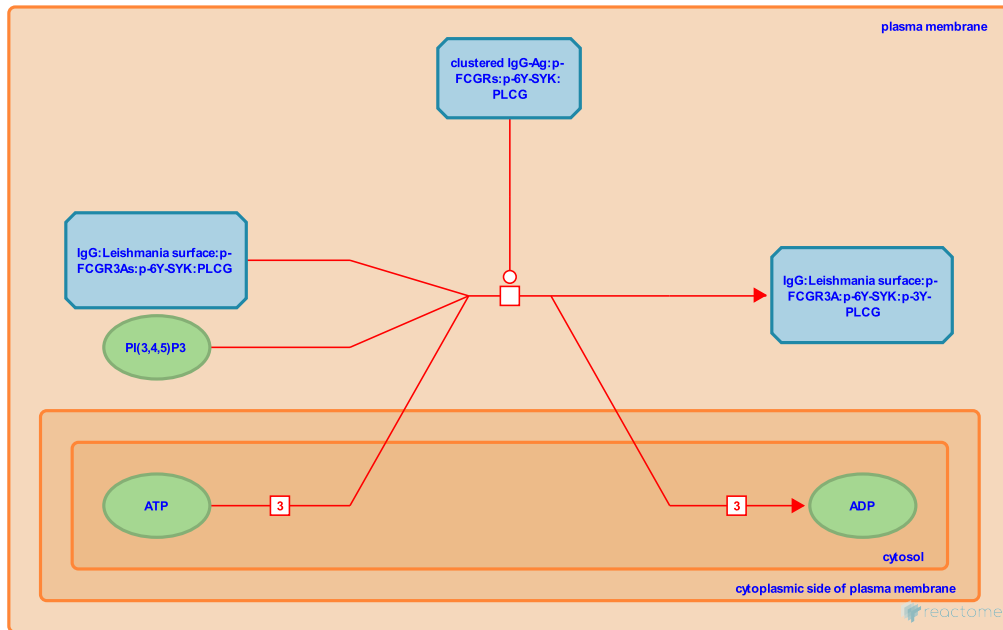 plasma membrane
clustered IgG-Ag:p-
FCGRs:p-6Y-SYK:
PLCG
IgG:Leishmania surface:p-
FCGR3As:p-6Y-SYK:PLCG
IgG:Leishmania surface:p-
FCGR3A:p-6Y-SYK:p-3Y-
PLCG
PI(3,4,5)P3
ATP
3
3
ADP
cytosol
cytoplasmic side of plasma membrane
reactome